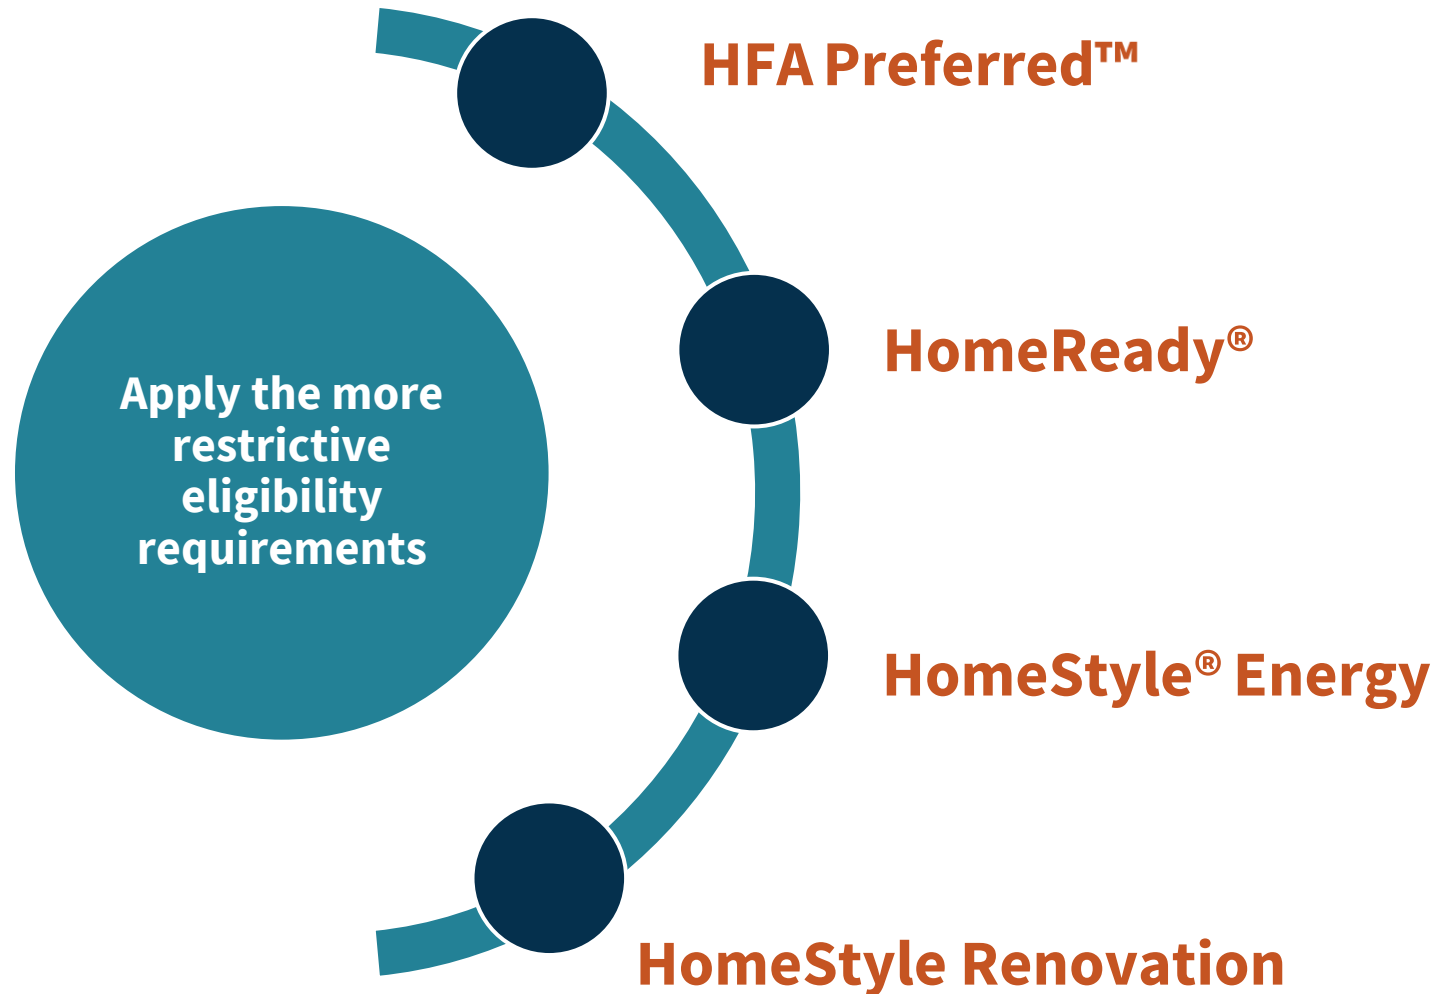 HFA Preferred™
HomeReady®
Apply the more
restrictive
eligibility
requirements
HomeStyle® Energy
HomeStyle Renovation